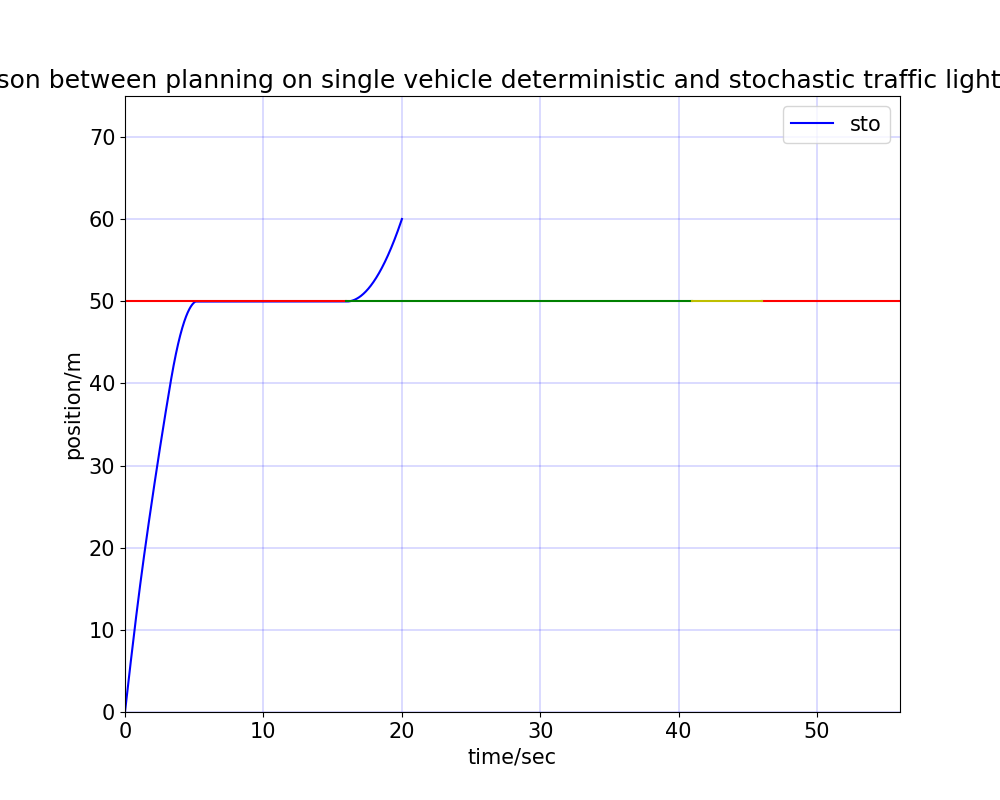 son between planning on single vehicle deterministic and stochastic traffic light
sto
70
60
50
40
30
20
10
0
position/m
0 10 20 30 40 50
time/sec